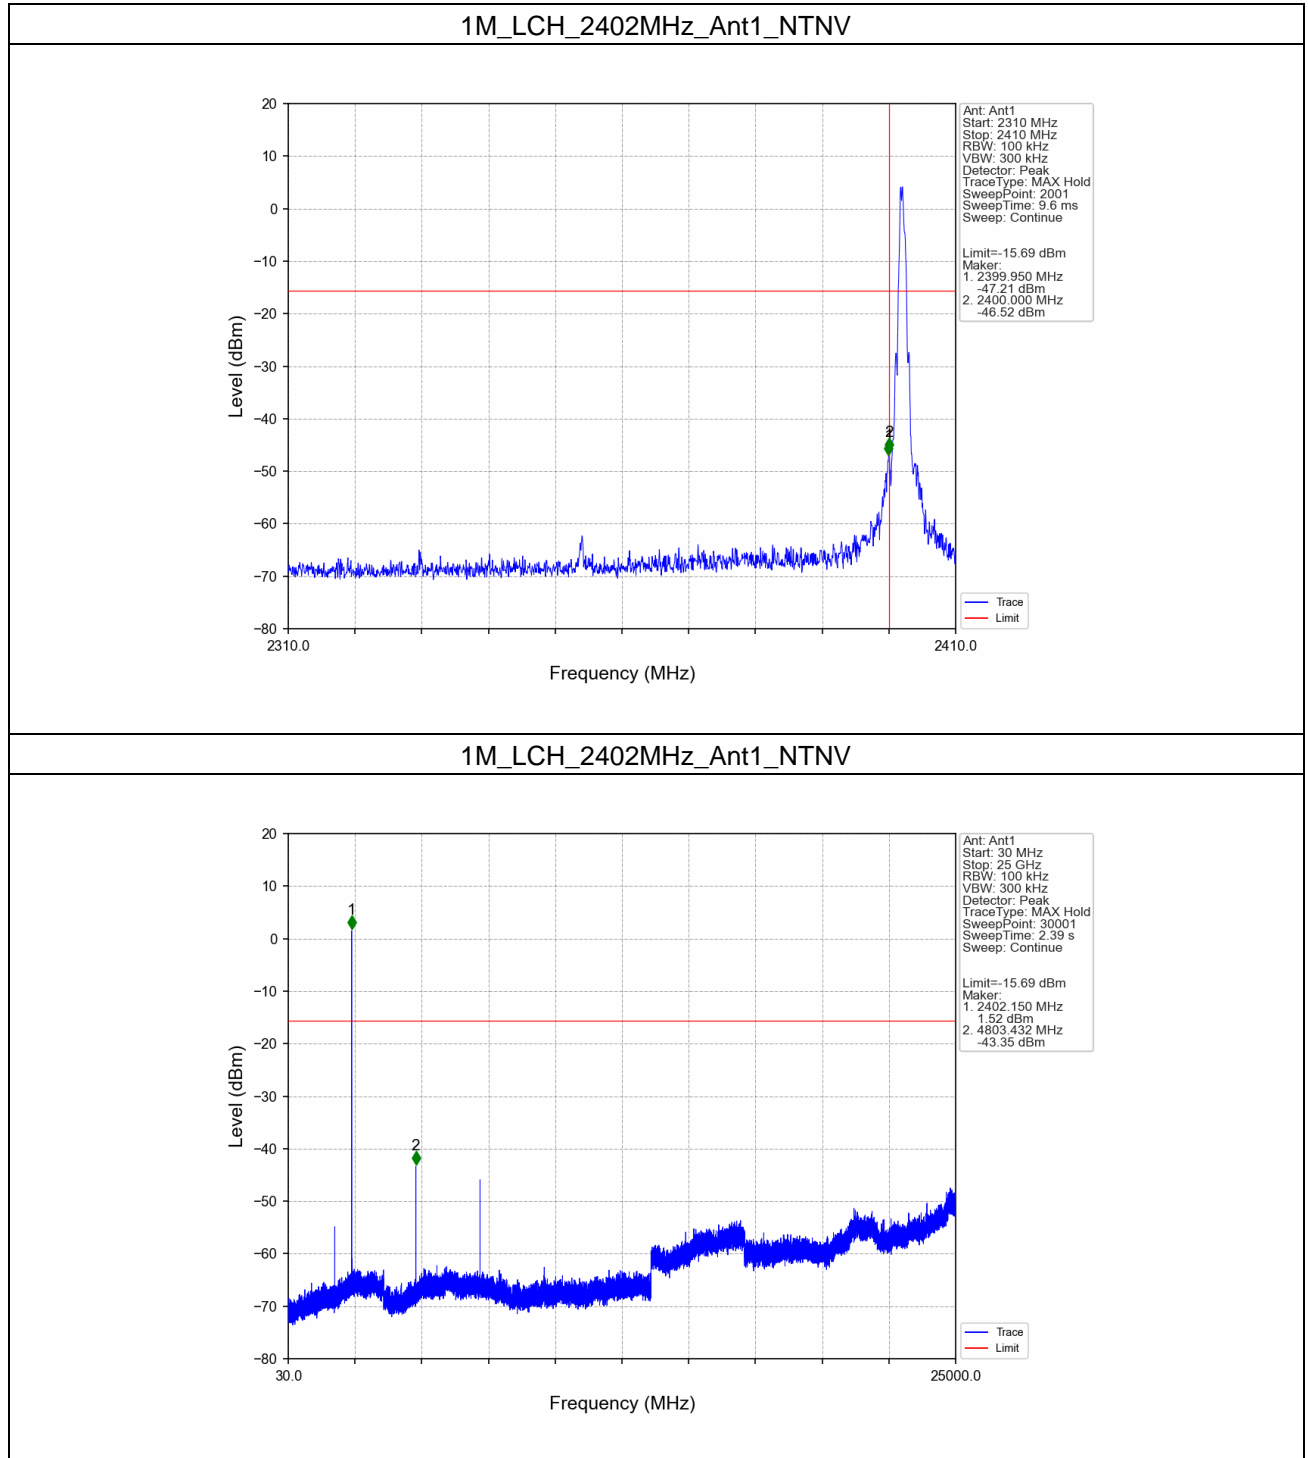 1M_LCH_2402MHz_Ant1_NTNV
20
10
0
−10
−20
−30
−40
−50
−60
−70
−80
Level (dBm)
2310.0
2410.0
Frequency (MHz)
2
Ant: Ant1
Start: 2310 MHz
Stop: 2410 MHz
RBW: 100 kHz
VBW: 300 kHz
Detector: Peak
TraceType: MAX Hold
SweepPoint: 2001
SweepTime: 9.6 ms
Sweep: Continue
Limit=-15.69 dBm
Maker:
1. 2399.950 MHz
-47.21 dBm
2. 2400.000 MHz
-46.52 dBm
Trace
Limit
1M_LCH_2402MHz_Ant1_NTNV
20
10
0
−10
−20
−30
−40
−50
−60
−70
−80
Level (dBm)
30.0
25000.0
Frequency (MHz)
1
2
Ant: Ant1
Start: 30 MHz
Stop: 25 GHz
RBW: 100 kHz
VBW: 300 kHz
Detector: Peak
TraceType: MAX Hold
SweepPoint: 30001
SweepTime: 2.39 s
Sweep: Continue
Limit=-15.69 dBm
Maker:
1. 2402.150 MHz
1.52 dBm
2. 4803.432 MHz
-43.35 dBm
Trace
Limit